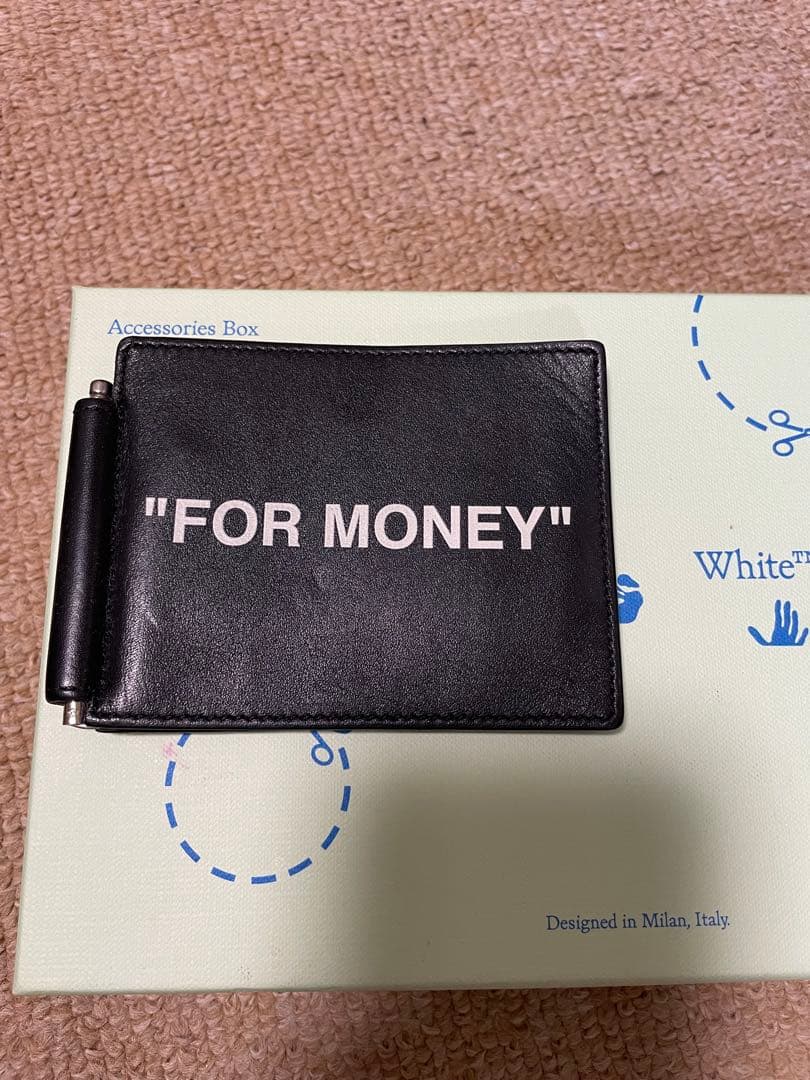 Accessories Box
"FOR MONEY"
White™
Designed in Milan, Italy.